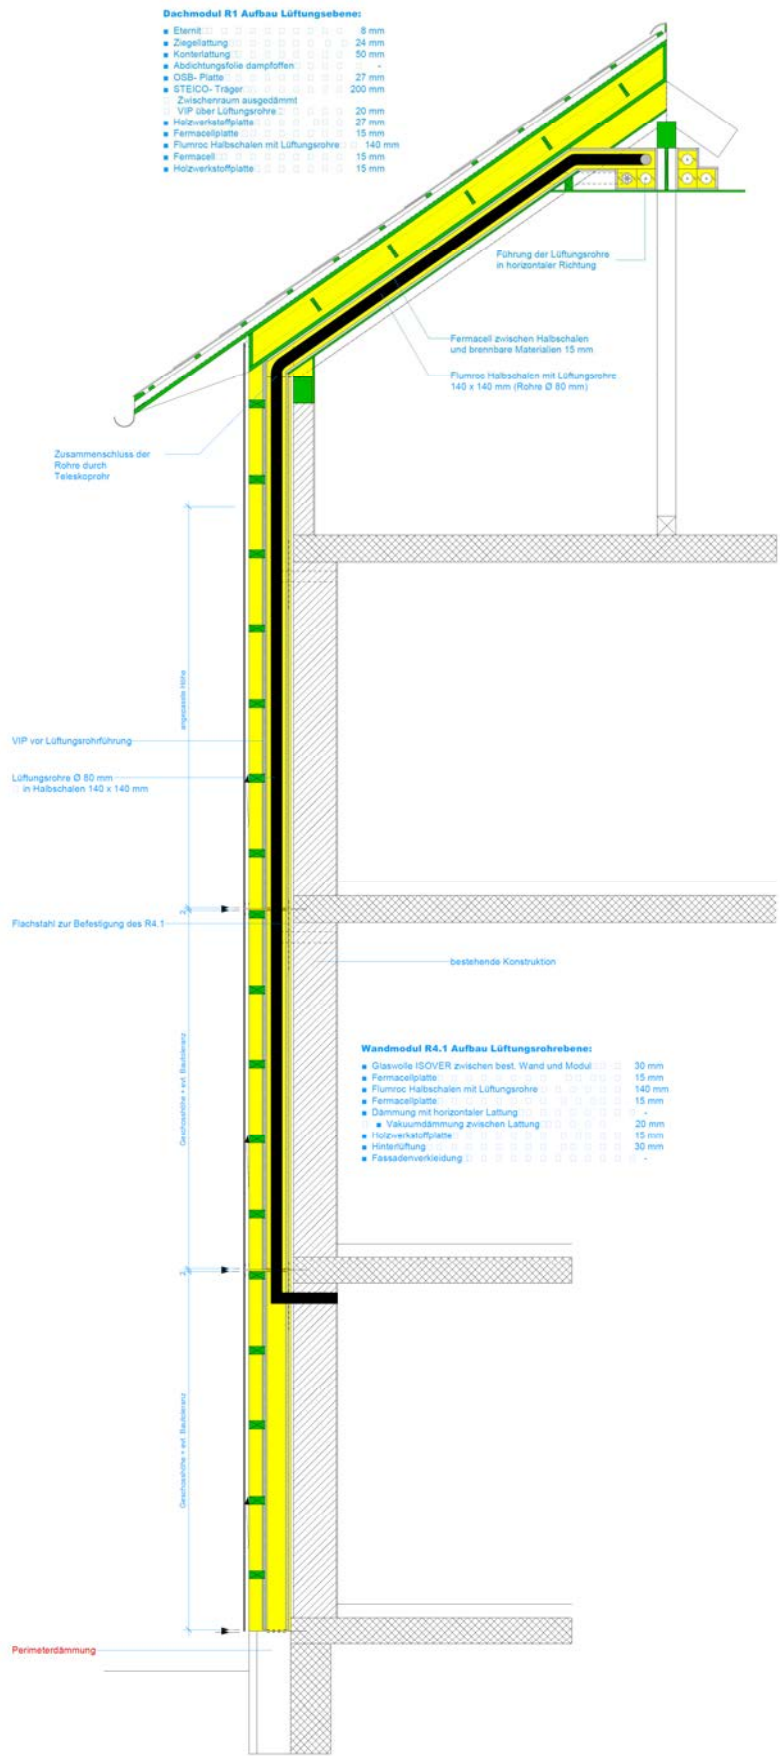 Dachmodul R1 Aufbau Lüftungsebene:
Eternit 8 mm
Ziegellattung 24 mm
Konterlattung 50 mm
Abdichtungsfolie dampfoffen -
OSB- Platte 27 mm
STEICO- Träger 200 mm
Zwischenraum ausgedämmt
VIP über Lüftungsrohre 20 mm
Holzwerkstoffplatte 27 mm
Fermacellplatte 15 mm
Flumroc Halbschalen mit Lüftungsrohre 140 mm
Fermacell 15 mm
Holzwerkstoffplatte 15 mm
Führung der Lüftungsrohre
in horizontaler Richtung
Fermacell zwischen Halbschalen
und brennbare Materialien 15 mm
Flumroc Halbschalen mit Lüftungsrohre
140 x 140 mm (Rohre Ø 80 mm)
Zusammenschluss der
Rohre durch
Teleskoprohr
angepasste Höhe
VIP vor Lüftungsrohrführung
Lüftungsrohre Ø 80 mm
in Halbschalen 140 x 140 mm
2
Flachstahl zur Befestigung des R4.1
bestehende Konstruktion
Wandmodul R4.1 Aufbau Lüftungsrohrebene:
Glaswolle ISOVER zwischen best. Wand und Modul 30 mm
Fermacellplatte 15 mm
Flumroc Halbschalen mit Lüftungsrohre 140 mm
Fermacellplatte 15 mm
Dämmung mit horizontaler Lattung -
Vakuumdämmung zwischen Lattung 20 mm
Holzwerkstoffplatte 15 mm
Hinterlüftung 30 mm
Fassadenverkleidung -
Geschosshöhe + evt. Bautoleranz
2
Geschosshöhe + evt. Bautoleranz
Perimeterdämmung